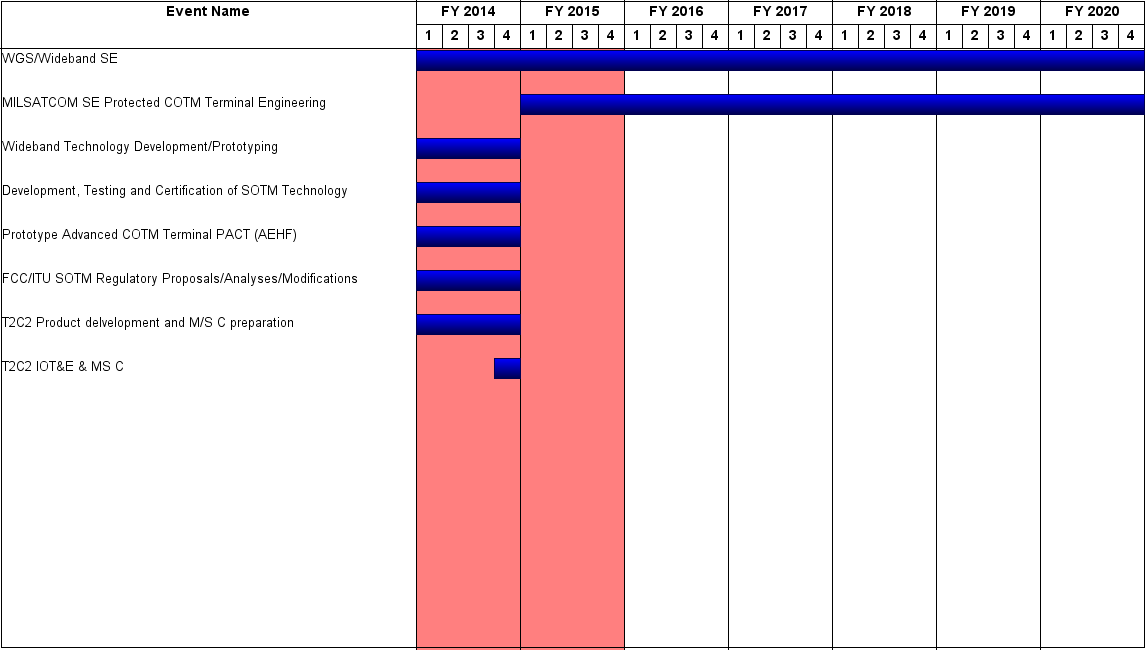 Event Name FY 2014 FY 2015 FY 2016 FY 2017 FY 2018 FY 2019 FY 2020
1 2 3 4 1 2 3 4 1 2 3 4 1 2 3 4 1 2 3 4 1 2 3 4 1 2 3 4
WGS/Wideband SE
MILSATCOM SE Protected COTM Terminal Engineering
Wideband Technology Development/Prototyping
Development, Testing and Certification of SOTM Technology
Prototype Advanced COTM Terminal PACT (AEHF)
FCC/ITU SOTM Regulatory Proposals/Analyses/Modifications
T2C2 Product delvelopment and M/S C preparation
T2C2 IOT&E & MS C